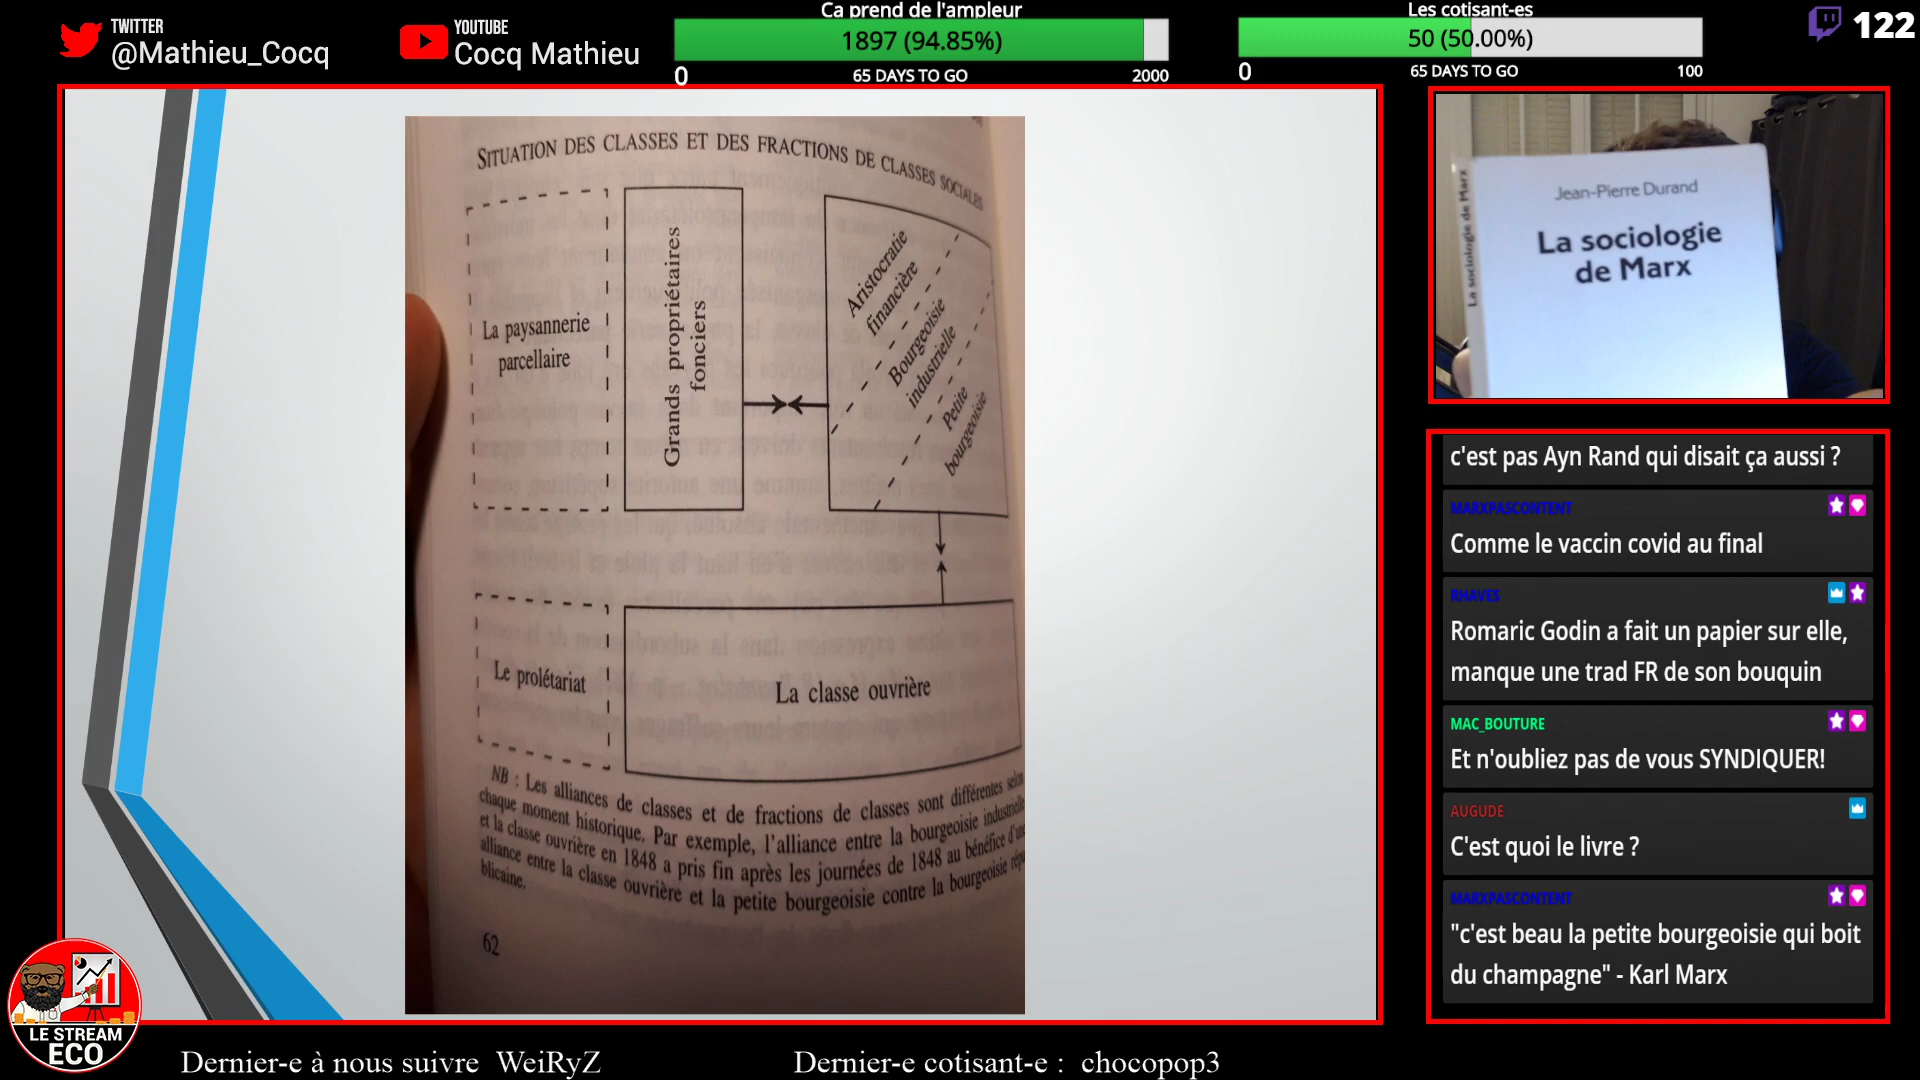 TWITTER
@Mathieu_Cocq
YOUTUBE
Cocq Mathieu
Ca prend de l'ampleur
1897 (94.85%)
0
65 DAYS TO GO
2000
Les cotisant-es
50 (50.00%)
0
65 DAYS TO GO
100
122
SITUATION DES CLASSES ET DES FRACTIONS DE CLASSES SOCIALES
La paysannerie
parcellaire
Grands propriétaires
fonciers
Aristocratie
financière
Bourgeoisie
industrielle
Petite
bourgeoisie
Le prolétariat
La classe ouvrière
NB : Les alliances de classes et de fractions de classes sont différentes selon
chaque moment historique. Par exemple, l'alliance entre la bourgeoisie industrielle
et la classe ouvrière en 1848 a pris fin après les journées de 1848 au bénéfice d'une
alliance entre la classe ouvrière et la petite bourgeoisie contre la bourgeoisie répu
blicaine.
62
La sociologie de Marx
Jean-Pierre Durand
La sociologie
de Marx
c'est pas Ayn Rand qui disait ça aussi ?
MARXPASCONTENT
Comme le vaccin covid au final
RHAVES
Romaric Godin a fait un papier sur elle,
manque une trad FR de son bouquin
MAC_BOUTURE
Et n'oubliez pas de vous SYNDIQUER!
AUGUDE
C'est quoi le livre ?
MARXPASCONTENT
"c'est beau la petite bourgeoisie qui boit
du champagne" - Karl Marx
LE STREAM
ECO
Dernier-e à nous suivre WeiRyZ
Dernier-e cotisant-e : chocopop3